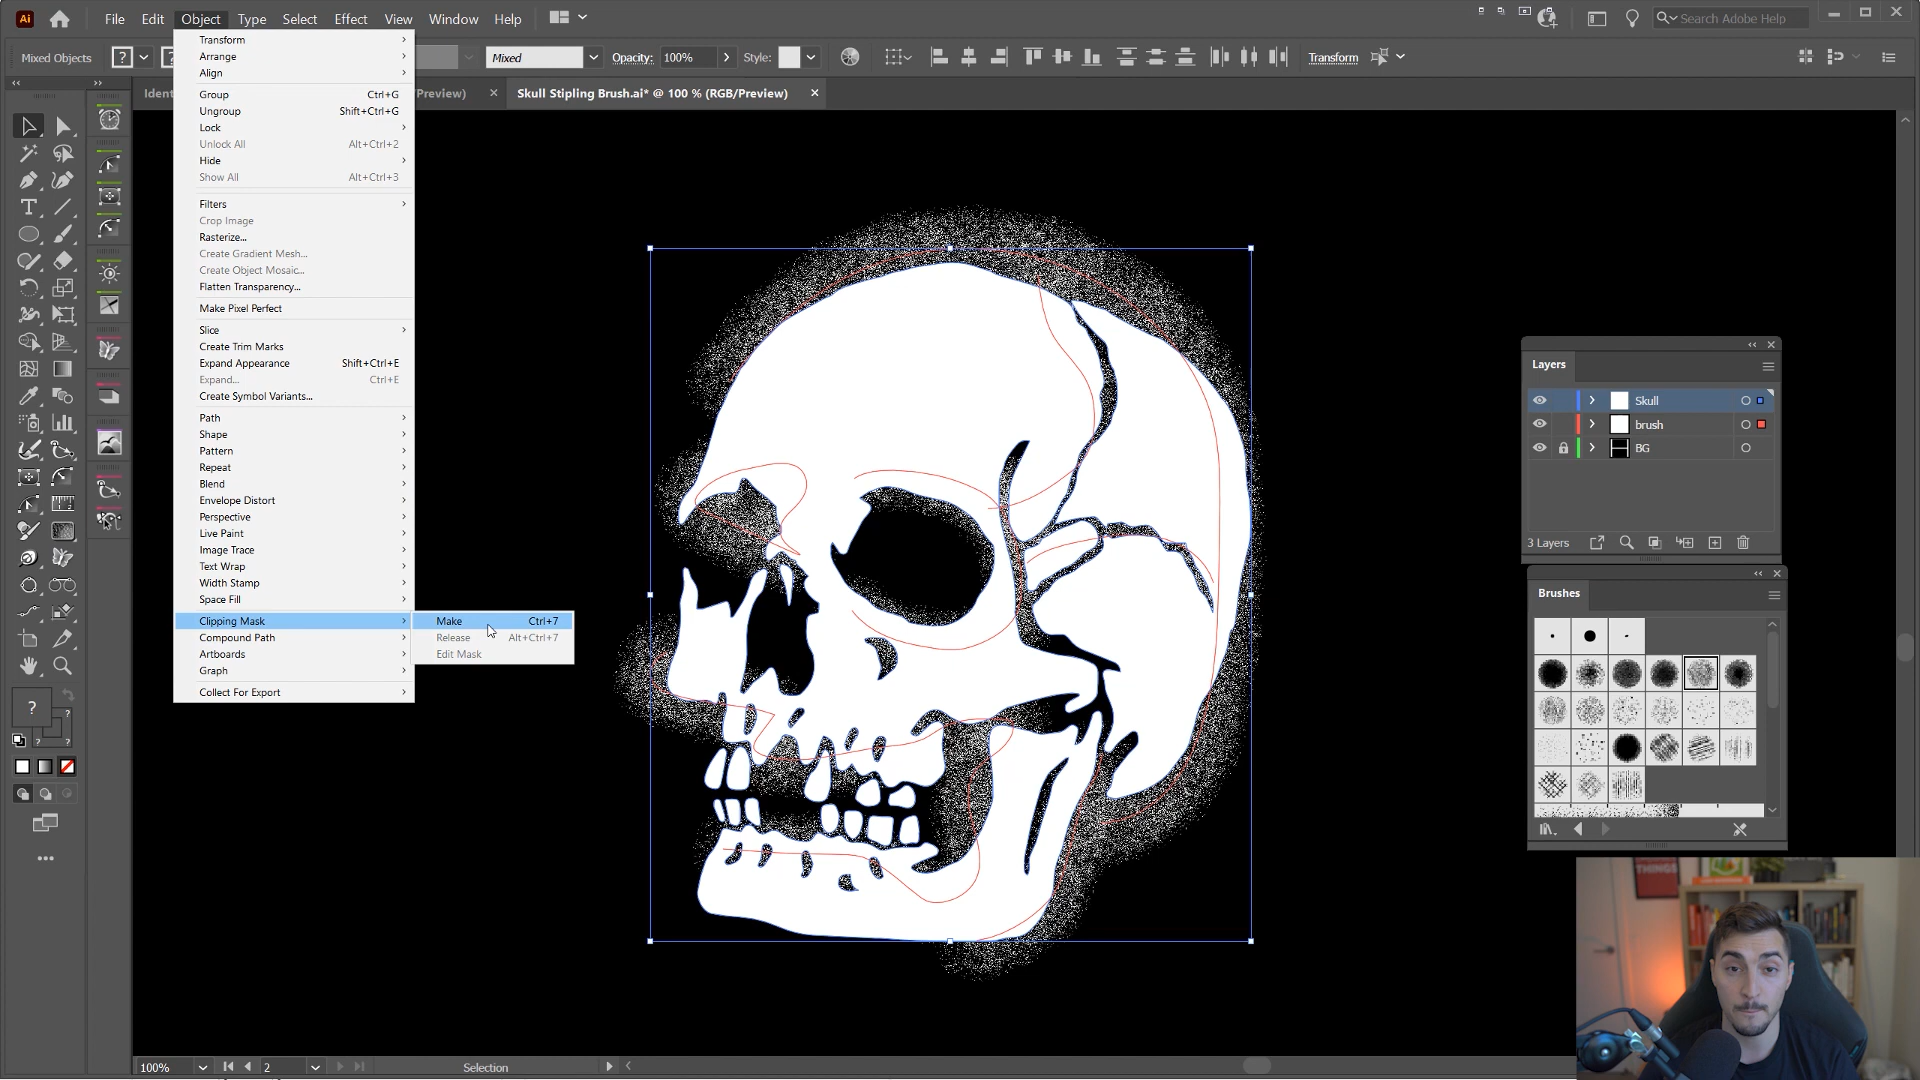 Ai File Edit Object Type Select Effect View Window Help Search Adobe Help
Mixed Objects ? Mixed Opacity: 100% Style: Transform
Iden Preview) × Skull Stipling Brush.ai* @ 100 % (RGB/Preview) ×
Transform
Arrange
Align
Group Ctrl+G
Ungroup Shift+Ctrl+G
Lock
Unlock All Alt+Ctrl+2
Hide
Show All Alt+Ctrl+3
Filters
Crop Image
Rasterize...
Create Gradient Mesh...
Create Object Mosaic...
Flatten Transparency...
Make Pixel Perfect
Slice
Create Trim Marks
Expand Appearance Shift+Ctrl+E
Expand... Ctrl+E
Create Symbol Variants...
Path
Shape
Pattern
Repeat
Blend
Envelope Distort
Perspective
Live Paint
Image Trace
Text Wrap
Width Stamp
Space Fill
Clipping Mask
Compound Path
Artboards
Graph
Collect For Export
Make Ctrl+7
Release Alt+Ctrl+7
Edit Mask
Layers
Skull
brush
BG
3 Layers
Brushes
THINGS
100% 2 Selection